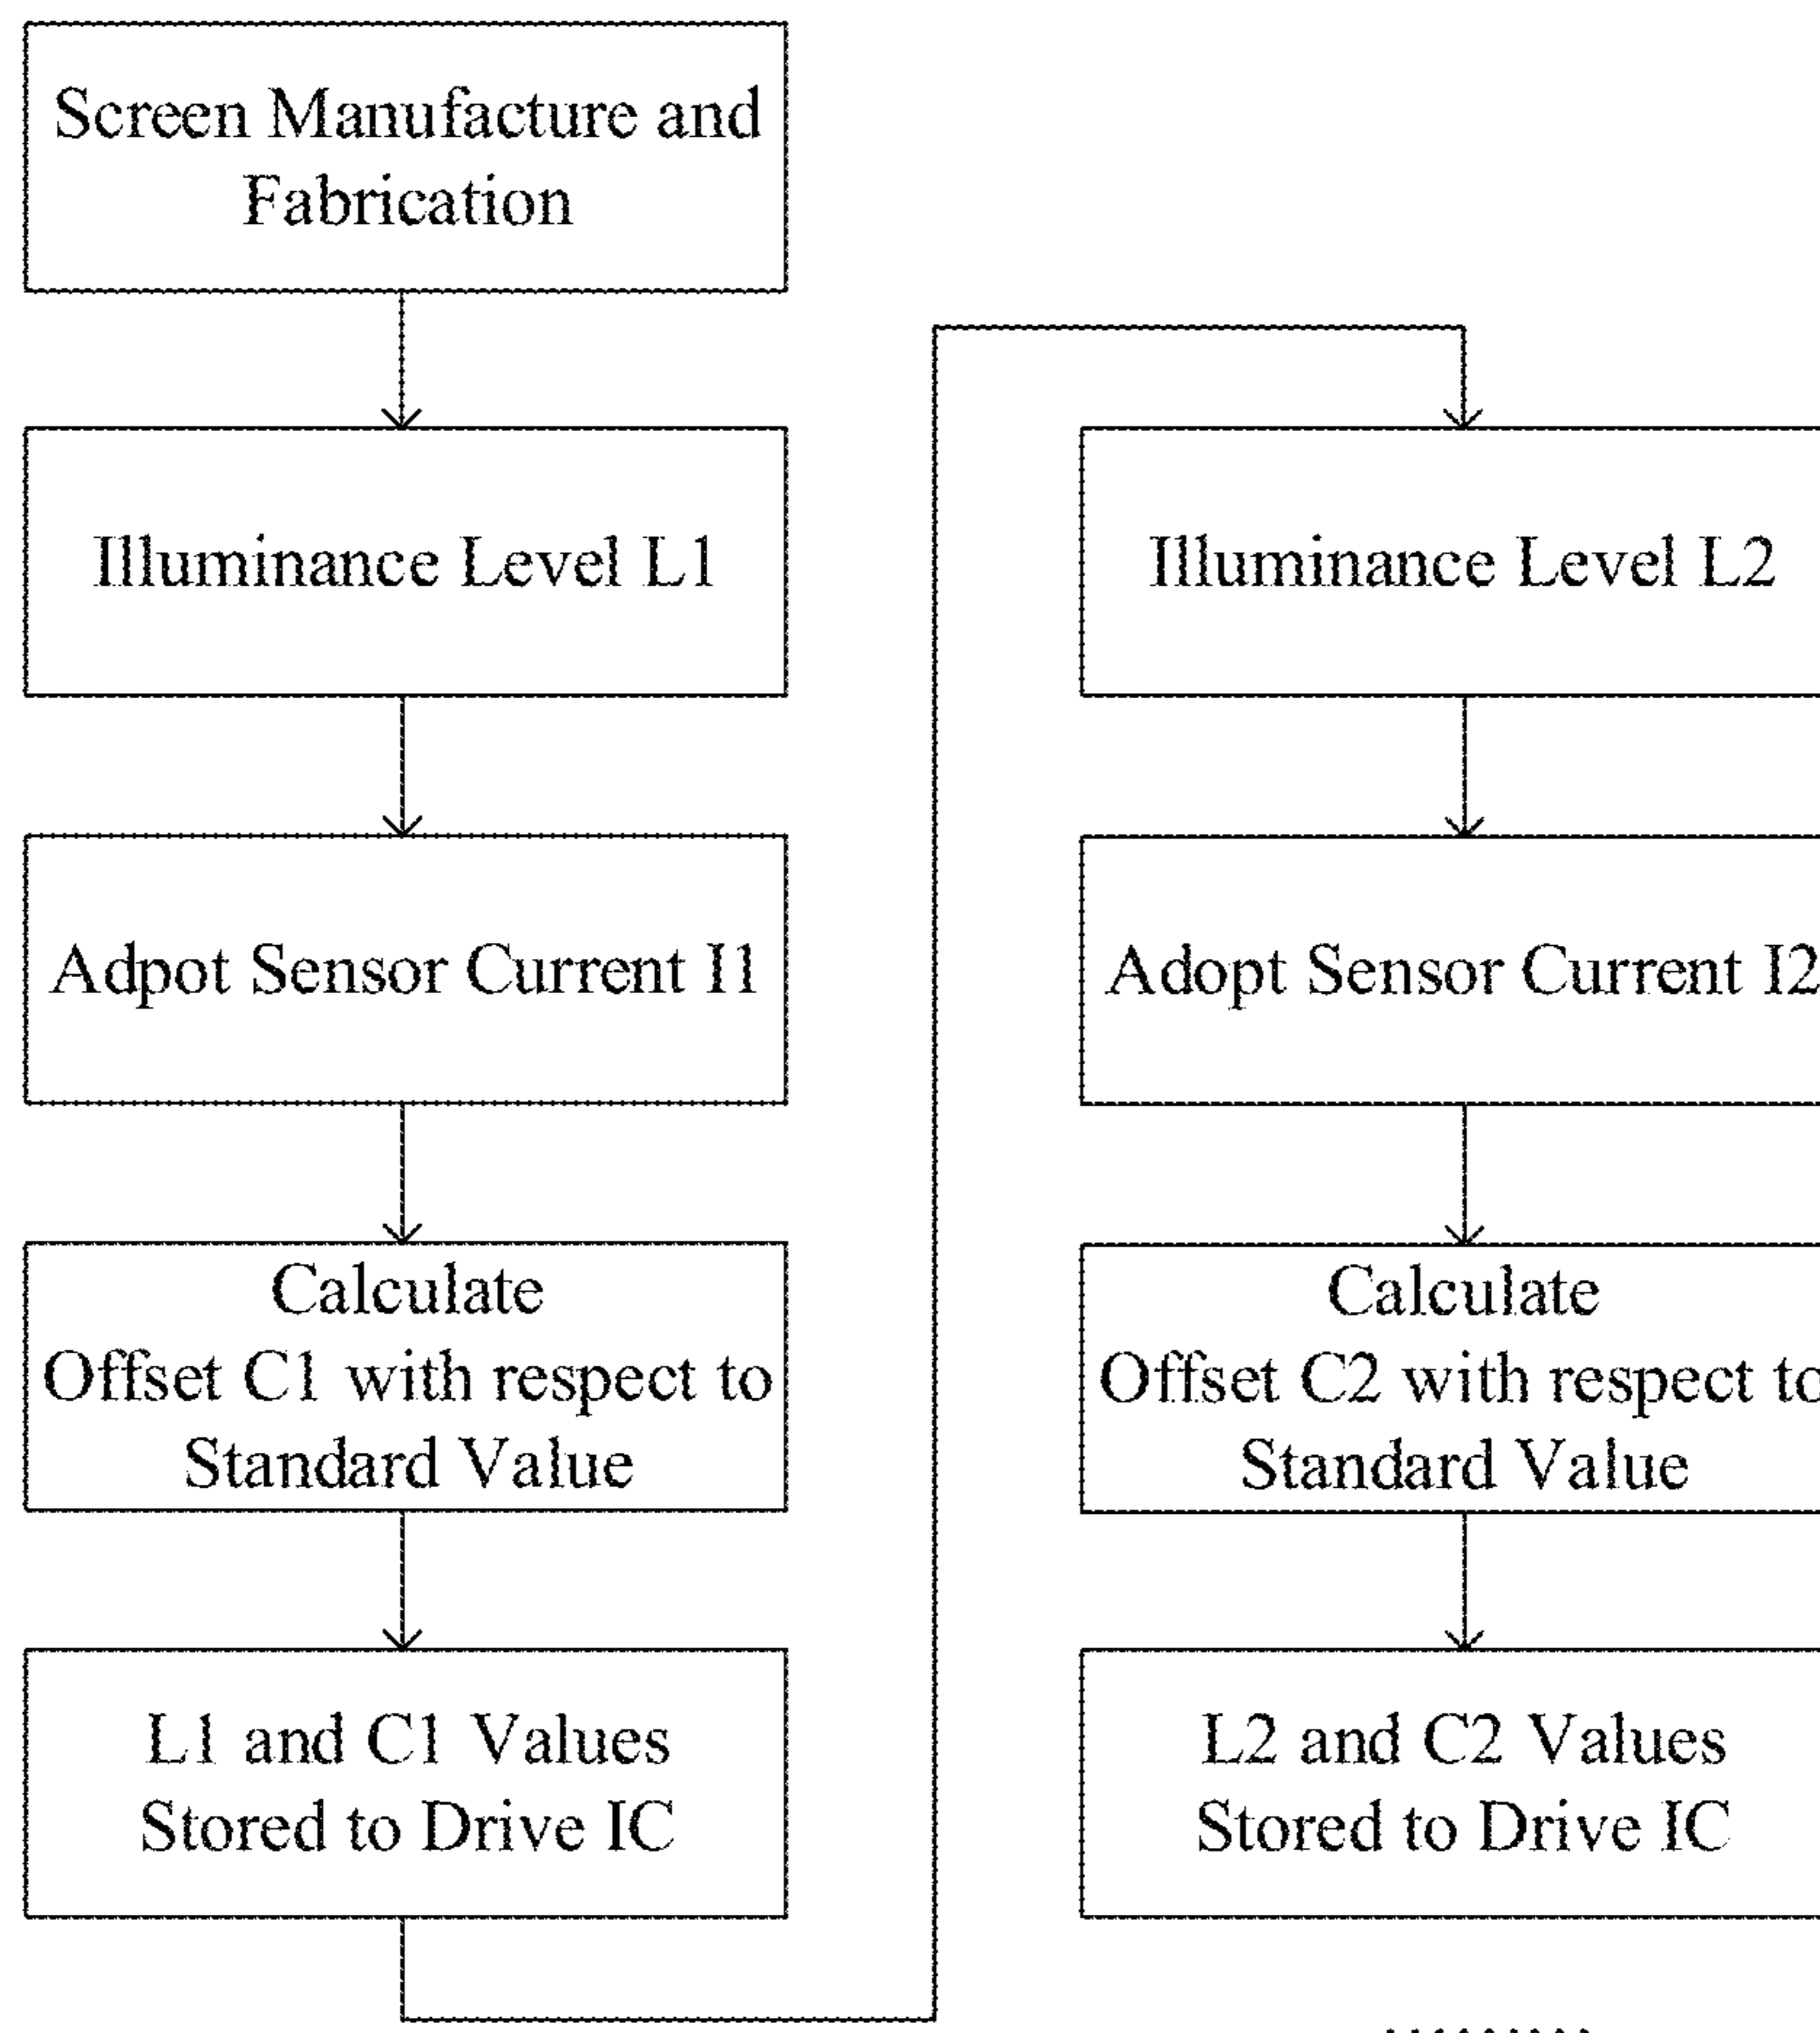 Screen Manufacture and
Fabrication
Illuminance Level L1
Adpot Sensor Current I1
Calculate
Offset C1 with respect to
Standard Value
L1 and C1 Values
Stored to Drive IC
Illuminance Level L2
Adopt Sensor Current I2
Calculate
Offset C2 with respect to
Standard Value
L2 and C2 Values
Stored to Drive IC